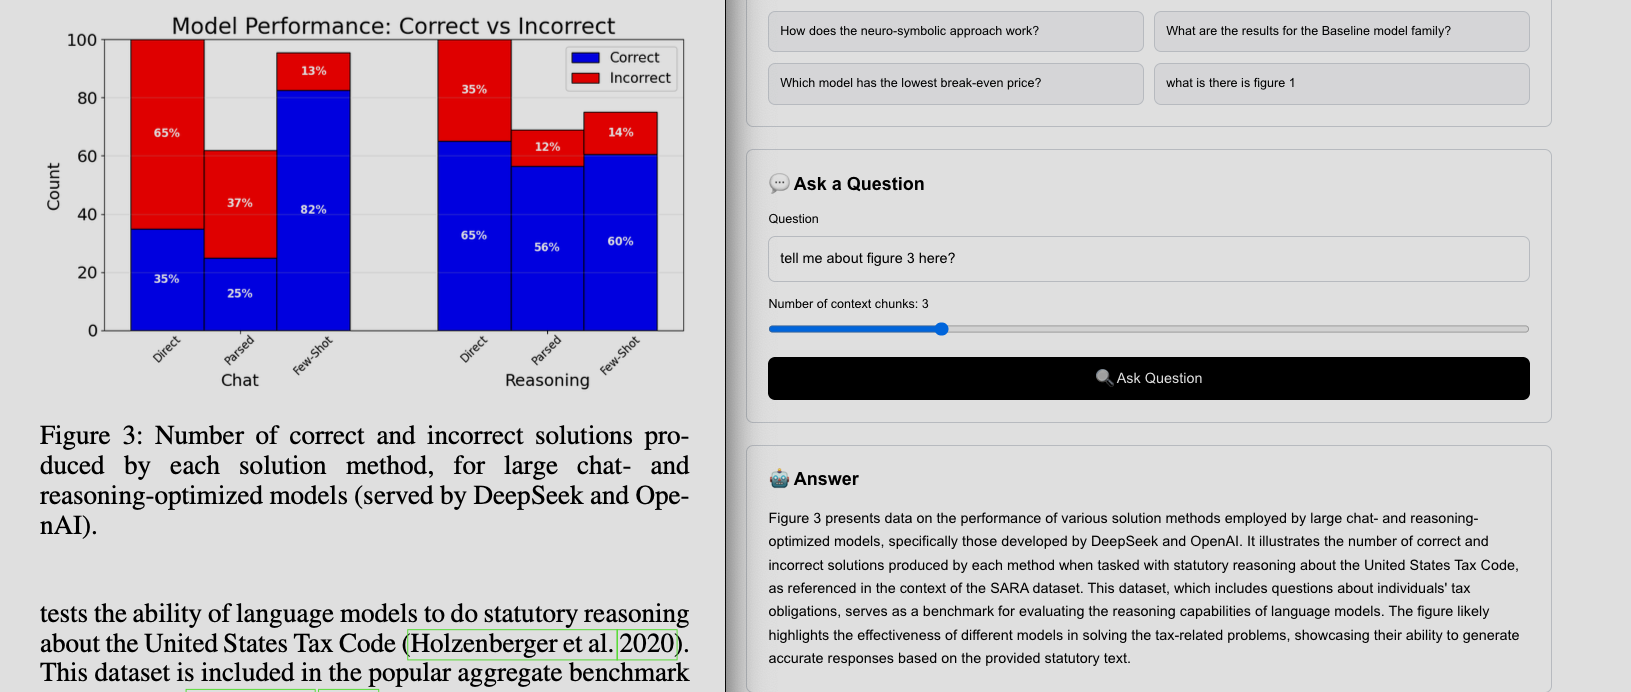 Model Performance: Correct vs Incorrect
Correct
Incorrect
100
80
60
40
20
0
Count
65%
35%
37%
25%
13%
82%
35%
65%
12%
56%
14%
60%
Direct
Parsed
Few-Shot
Direct
Parsed
Few-Shot
Chat
Reasoning
Figure 3: Number of correct and incorrect solutions pro-
duced by each solution method, for large chat- and
reasoning-optimized models (served by DeepSeek and Ope-
nAI).
tests the ability of language models to do statutory reasoning
about the United States Tax Code (Holzenberger et al. 2020).
This dataset is included in the popular aggregate benchmark
How does the neuro-symbolic approach work?
What are the results for the Baseline model family?
Which model has the lowest break-even price?
what is there is figure 1
💬 Ask a Question
Question
tell me about figure 3 here?
Number of context chunks: 3
🔍 Ask Question
🤖 Answer
Figure 3 presents data on the performance of various solution methods employed by large chat- and reasoning-
optimized models, specifically those developed by DeepSeek and OpenAI. It illustrates the number of correct and
incorrect solutions produced by each method when tasked with statutory reasoning about the United States Tax Code,
as referenced in the context of the SARA dataset. This dataset, which includes questions about individuals' tax
obligations, serves as a benchmark for evaluating the reasoning capabilities of language models. The figure likely
highlights the effectiveness of different models in solving the tax-related problems, showcasing their ability to generate
accurate responses based on the provided statutory text.